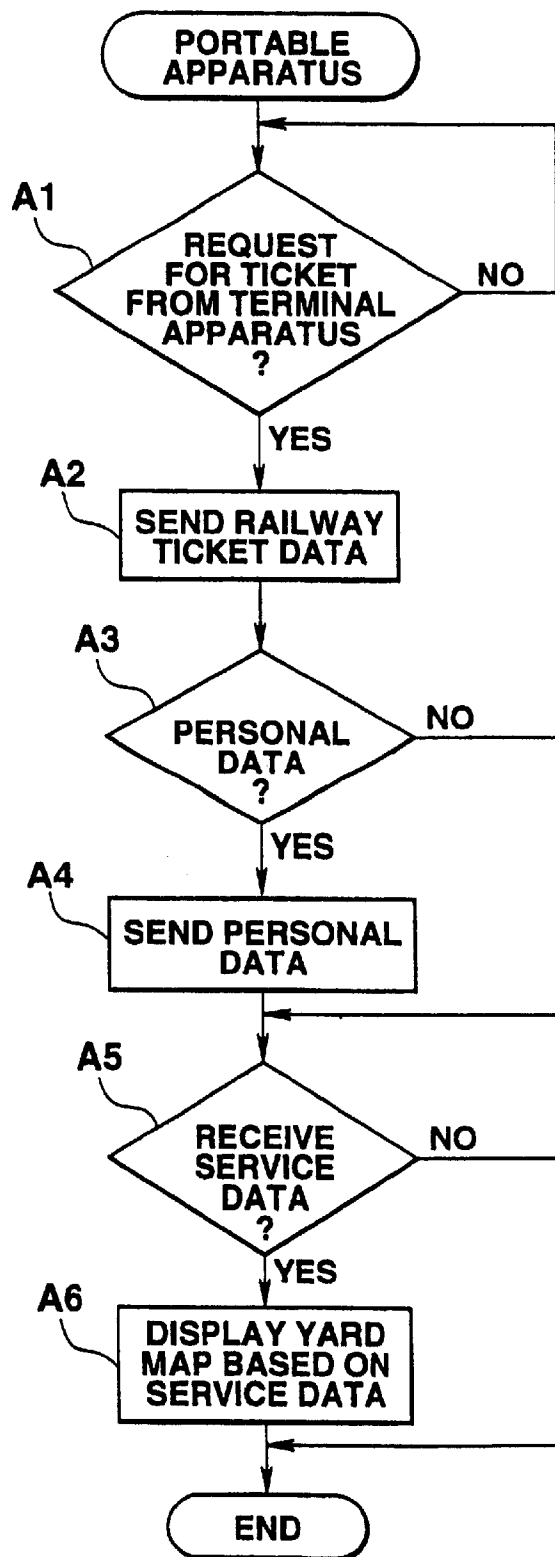 PORTABLE
APPARATUS
A1
REQUEST
FOR TICKET
FROM TERMINAL
APPARATUS
?
NO
YES
A2
SEND RAILWAY
TICKET DATA
A3
PERSONAL
DATA
?
NO
YES
A4
SEND PERSONAL
DATA
A5
RECEIVE
SERVICE
DATA
?
NO
YES
A6
DISPLAY YARD
MAP BASED ON
SERVICE DATA
END